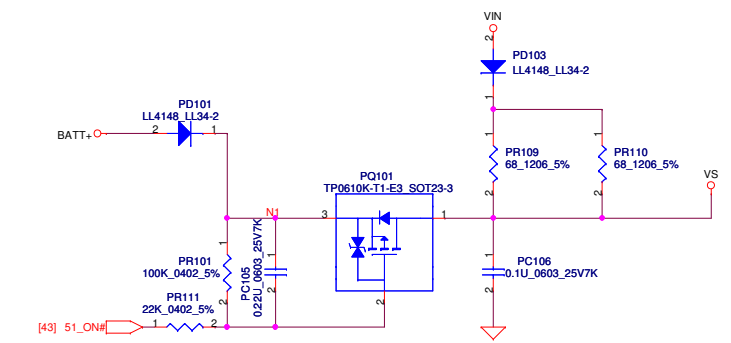 VIN
2
PD103
LL4148_LL34-2
1
PD101
LL4148_LL34-2
BATT+
2
1
1
1
PR109
68_1206_5%
PR110
68_1206_5%
2
2
VS
PQ101
TP0610K-T1-E3_SOT23-3
N1
3
1
1
PR101
100K_0402_5%
2
1
PC105
0.22U_0603_25V7K
2
1
PC106
0.1U_0603_25V7K
2
2
PR111
22K_0402_5%
[43] 51_ON#
1
2